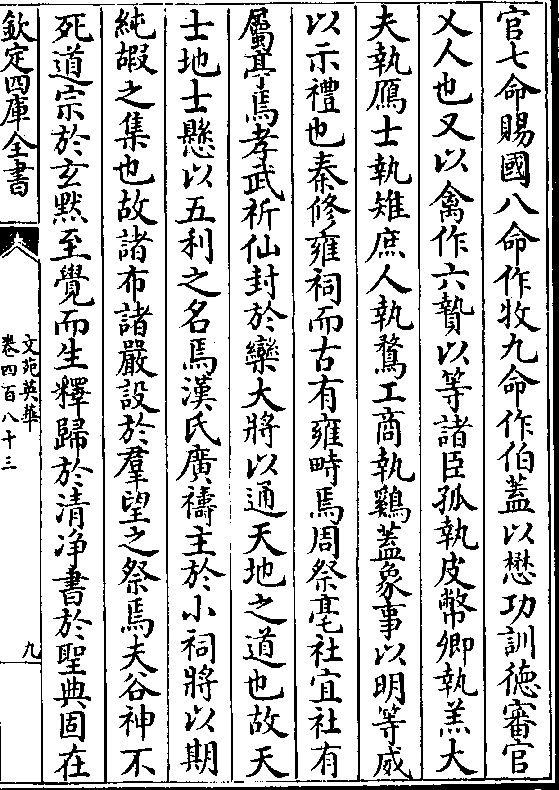 官七命賜國八命作牧九命作伯蓋以懋功訓德審官
乂人也又以禽作六贄以等諸臣孤執皮幣卿執羔大
夫執鴈士執雉庶人執鶩工商執鷄蓋象事以明等威
以示禮也秦修雍祠而古有雍畤焉周祭亳社宜社有
屬亭焉孝武祈仙封於欒大將以通天地之道也故天
士地士懸以五利之名焉漢氏廣禱主於小祠將以期
純嘏之集也故諸布諸嚴設於羣望之祭焉夫谷神不
死道宗於玄黙至覺而生釋歸於清净書於聖典固在
欽定四庫全書
文苑英華
卷四百八十三
九